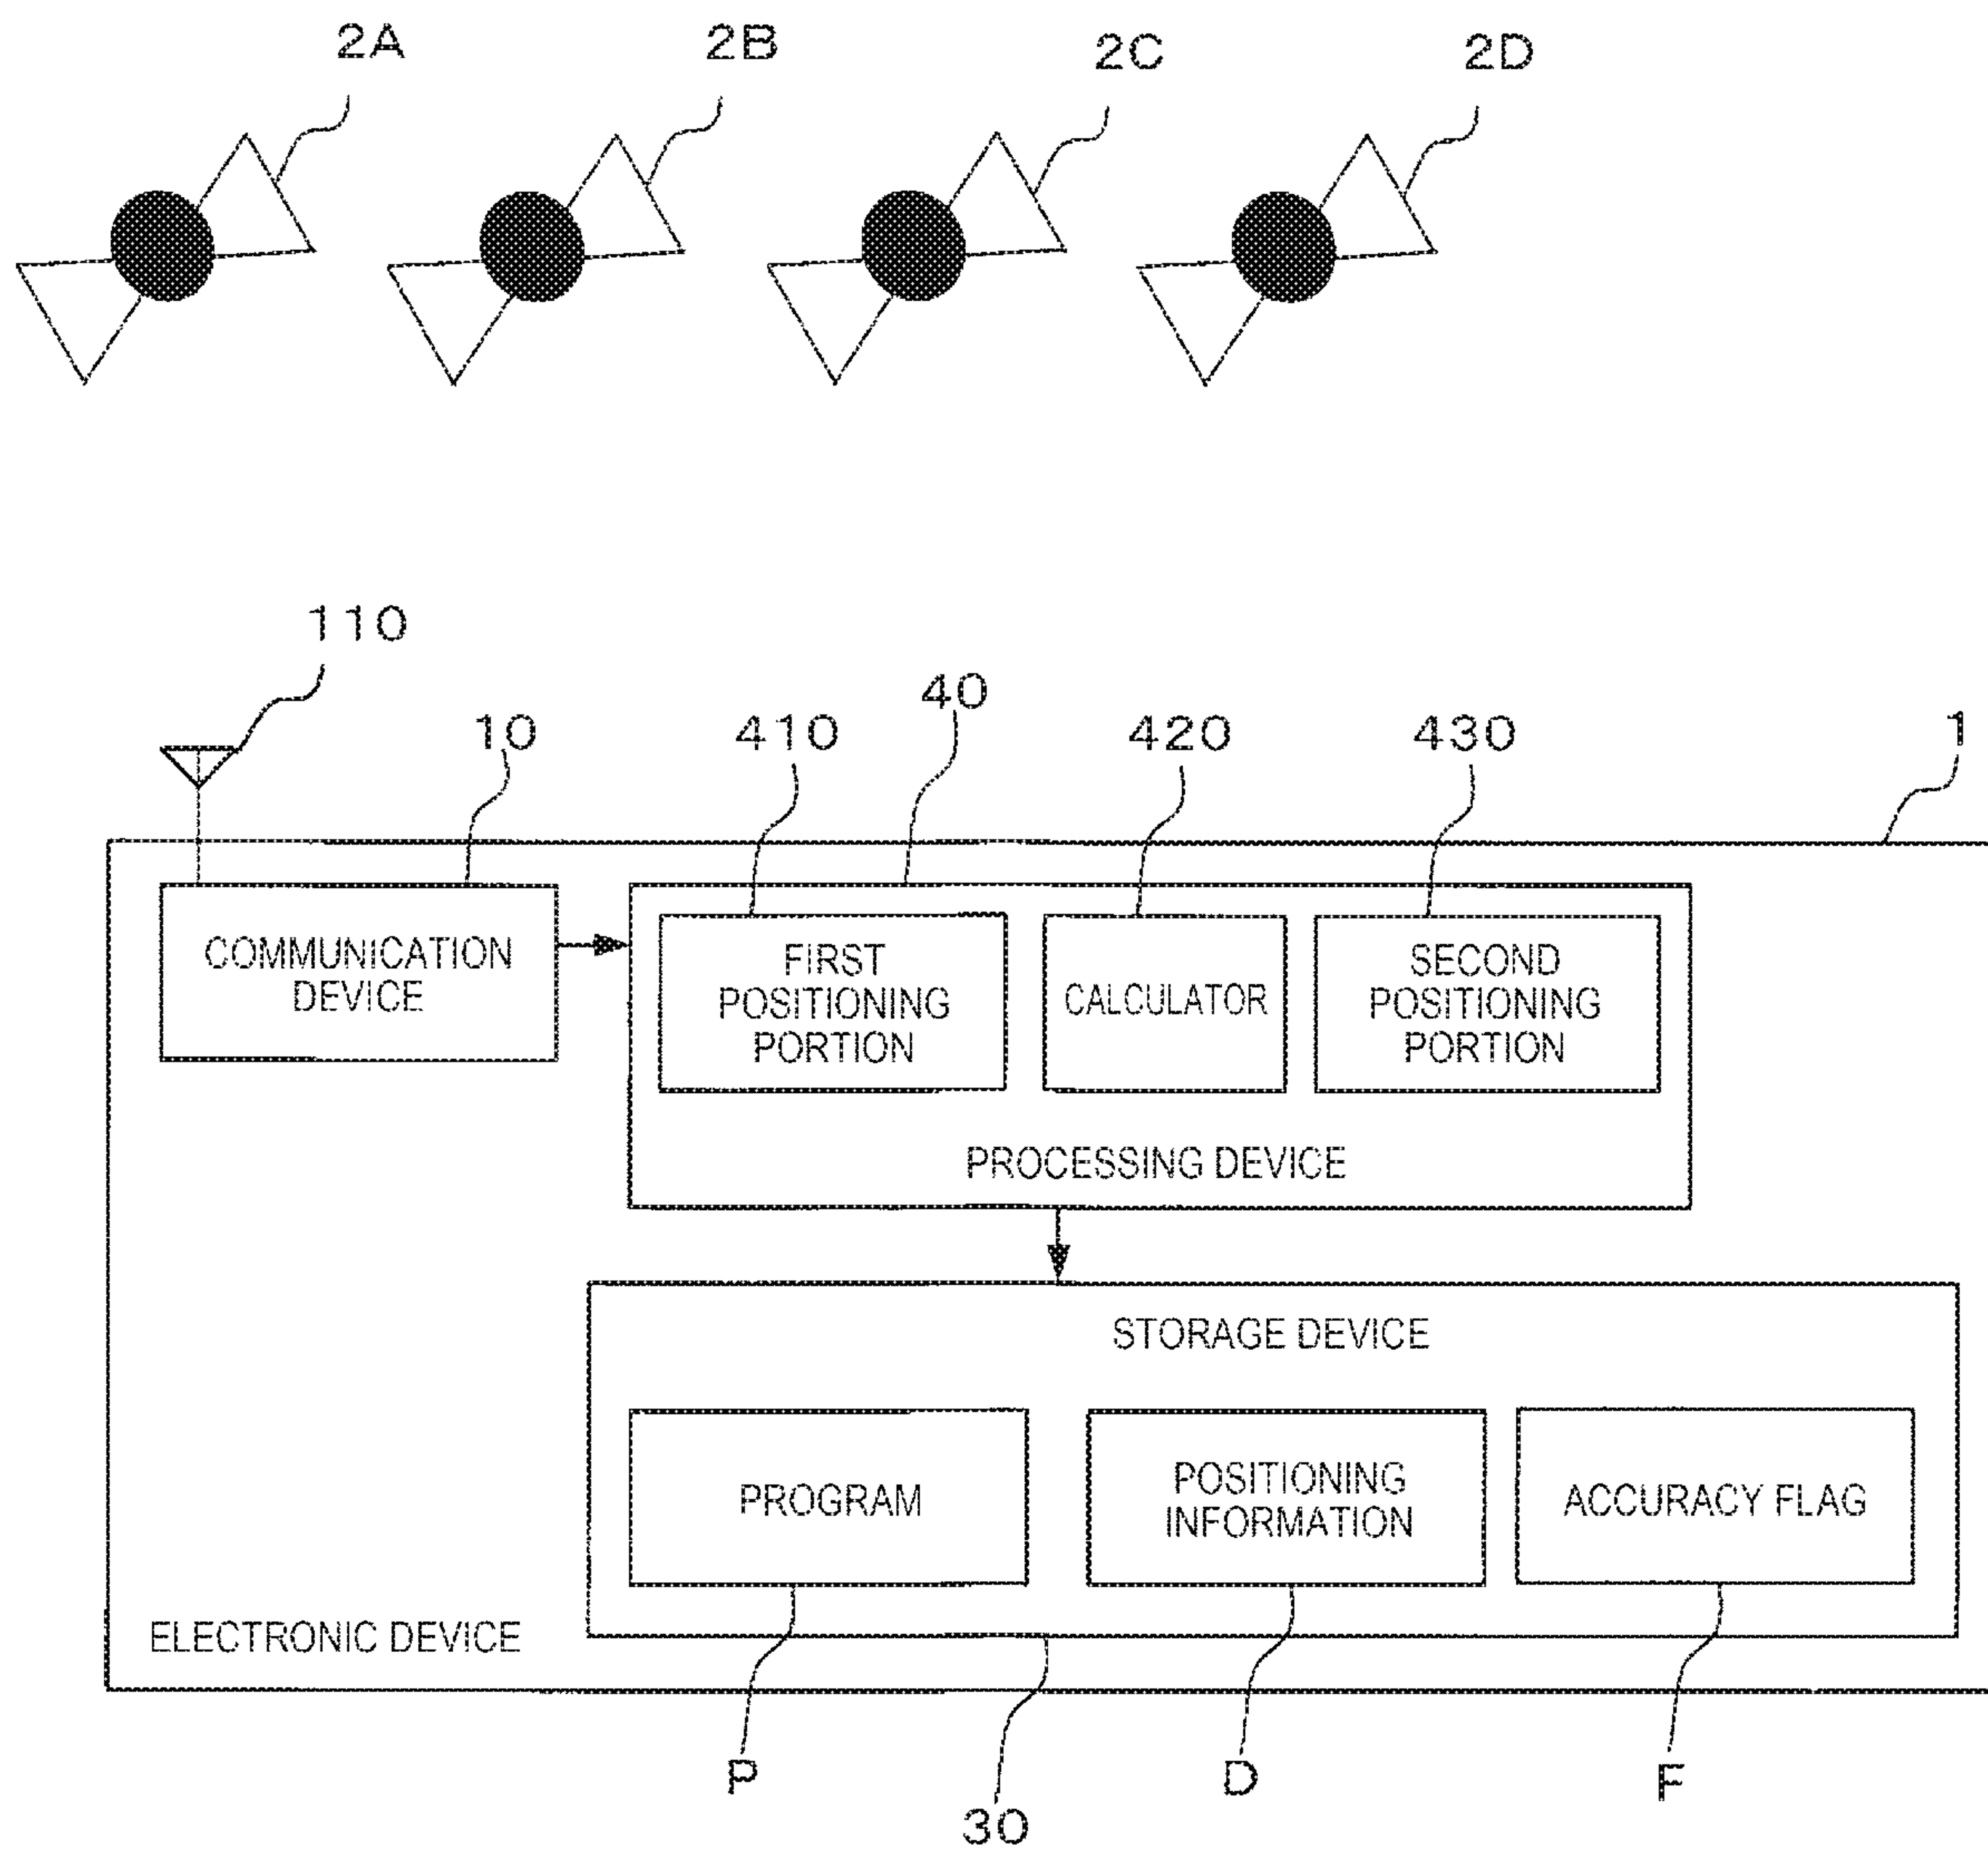 2A
2B
2C
2D
110
10
410
40
420
430
1
COMMUNICATION
DEVICE
FIRST
POSITIONING
PORTION
CALCULATOR
SECOND
POSITIONING
PORTION
PROCESSING DEVICE
STORAGE DEVICE
PROGRAM
POSITIONING
INFORMATION
ACCURACY FLAG
ELECTRONIC DEVICE
P
30
D
F